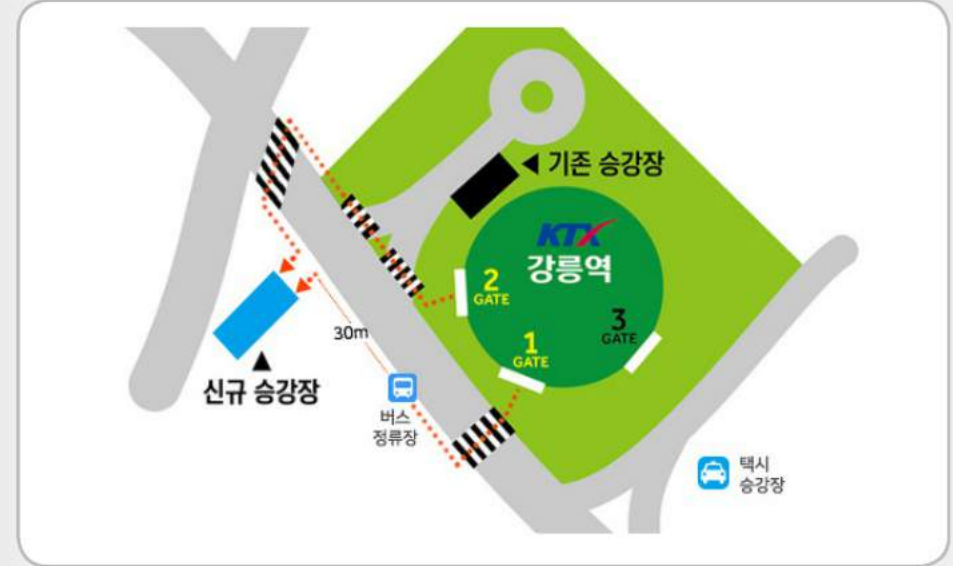 ◀ 기존 승강장
KTX
강릉역
2
GATE
3
GATE
1
GATE
30m
▲
신규 승강장
버스
정류장
택시
승강장